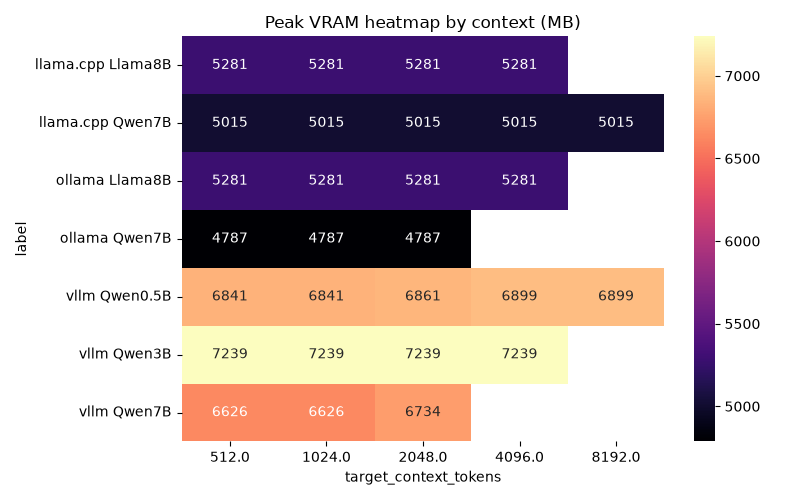 Peak VRAM heatmap by context (MB)
label
llama.cpp Llama8B 5281 5281 5281 5281
llama.cpp Qwen7B 5015 5015 5015 5015 5015
ollama Llama8B 5281 5281 5281 5281
ollama Qwen7B 4787 4787 4787
vllm Qwen0.5B 6841 6841 6861 6899 6899
vllm Qwen3B 7239 7239 7239 7239
vllm Qwen7B 6626 6626 6734
512.0 1024.0 2048.0 4096.0 8192.0
target_context_tokens
7000
6500
6000
5500
5000